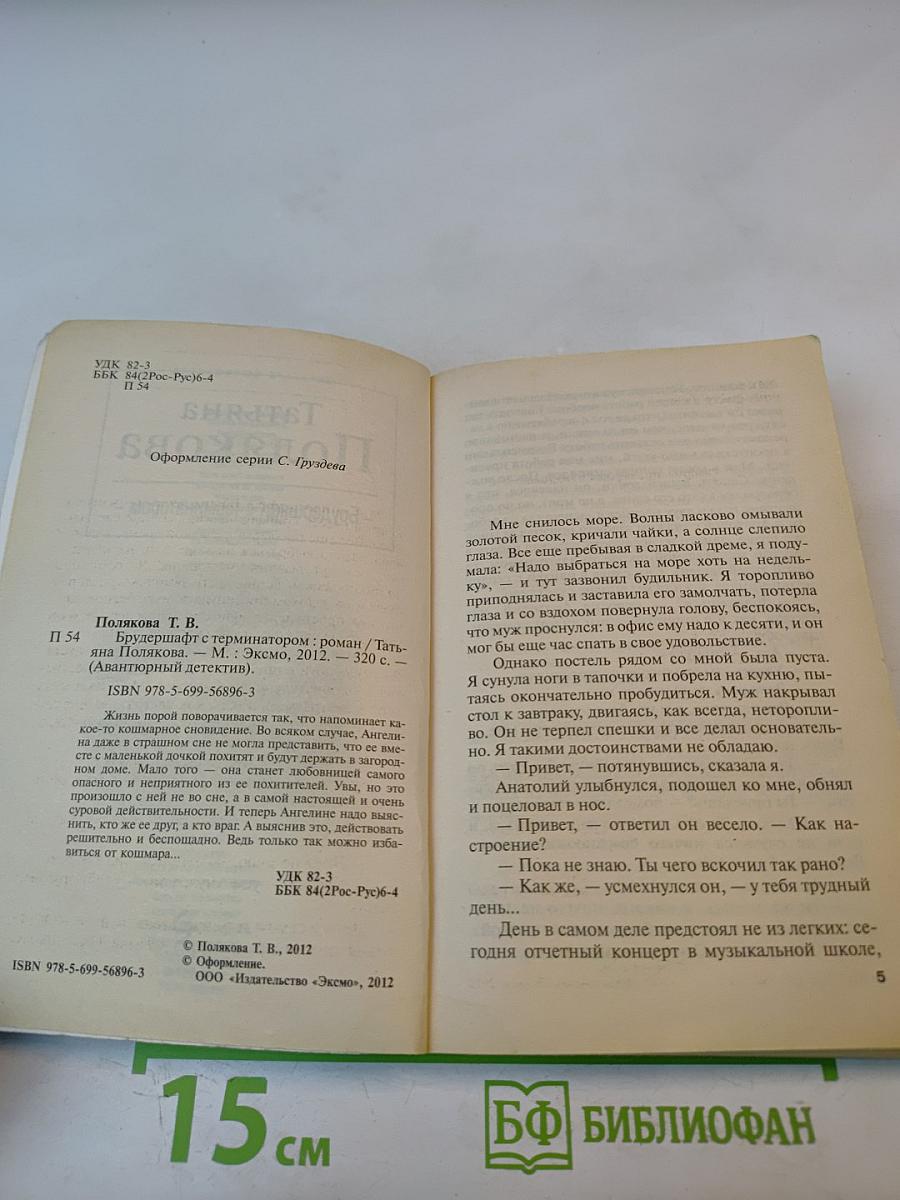 УДК 82-3
ББК 84(2Рос-Рус)6-4
П 54
Оформление серии С. Груздева
Полякова Т. В.
П 54 Брудершафт с терминатором : роман / Тать-
яна Полякова. — М. : Эксмо, 2012. — 320 с. —
(Авантюрный детектив).
ISBN 978-5-699-56896-3
Жизнь порой поворачивается так, что напоминает ка-
кое-то кошмарное сновидение. Во всяком случае, Ангели-
на даже в страшном сне не могла представить, что ее вме-
сте с маленькой дочкой похитят и будут держать в загород-
ном доме. Мало того — она станет любовницей самого
опасного и неприятного из ее похитителей. Увы, но это
произошло с ней не во сне, а в самой настоящей и очень
суровой действительности. И теперь Ангелине надо выяс-
нить, кто же ее друг, а кто враг. А выяснив это, действовать
решительно и беспощадно. Ведь только так можно изба-
виться от кошмара...
УДК 82-3
ББК 84(2Рос-Рус)6-4
© Полякова Т. В., 2012
© Оформление.
ООО «Издательство «Эксмо», 2012
ISBN 978-5-699-56896-3
Мне снилось море. Волны ласково омывали
золотой песок, кричали чайки, а солнце слепило
глаза. Все еще пребывая в сладкой дреме, я поду-
мала: «Надо выбраться на море хоть на недель-
ку», — и тут зазвонил будильник. Я торопливо
приподнялась и заставила его замолчать, потерла
глаза и со вздохом повернула голову, беспокоясь,
что муж проснулся: в офис ему надо к десяти, и он
мог бы еще час спать в свое удовольствие.
Однако постель рядом со мной была пуста.
Я сунула ноги в тапочки и побрела на кухню, пы-
таясь окончательно пробудиться. Муж накрывал
стол к завтраку, двигаясь, как всегда, неторопли-
во. Он не терпел спешки и все делал основатель-
но. Я такими достоинствами не обладаю.
— Привет, — потянувшись, сказала я.
Анатолий улыбнулся, подошел ко мне, обнял
и поцеловал в нос.
— Привет, — ответил он весело. — Как на-
строение?
— Пока не знаю. Ты чего вскочил так рано?
— Как же, — усмехнулся он, — у тебя трудный
день...
День в самом деле предстоял не из легких: се-
годня отчетный концерт в музыкальной школе,
5
15 см
БФ БИБЛИОФАН